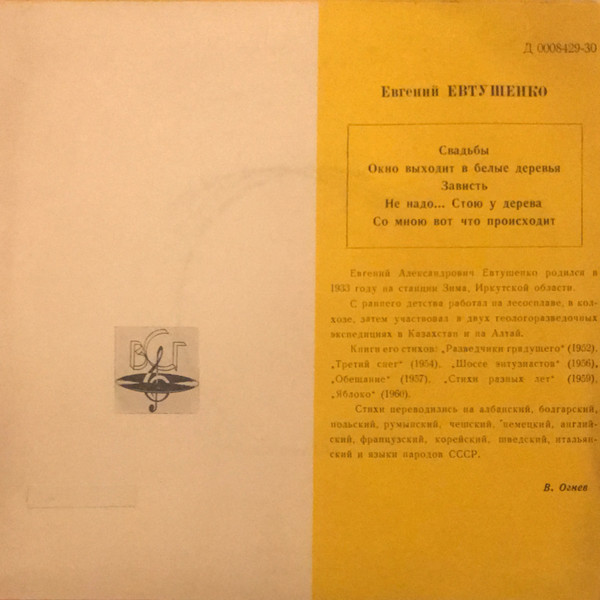 Д 0008429-30
Евгений ЕВТУШЕНКО
Свадьбы
Окно выходит в белые деревья
Зависть
Не надо... Стою у дерева
Со мною вот что происходит
Евгений Александрович Евтушенко родился в
1933 году на станции Зима, Иркутской области.
С раннего детства работал на лесосплаве, в кол-
хозе, затем участвовал в двух геологоразведочных
экспедициях в Казахстан и на Алтай.
Книги его стихов: „Разведчики грядущего" (1952),
„Третий снег" (1954), „Шоссе энтузиастов" (1956),
„Обещание" (1957), „Стихи разных лет" (1959),
„Яблоко" (1960).
Стихи переводились на албанский, болгарский,
польский, румынский, чешский, немецкий, англий-
ский, французский, корейский, шведский, итальян-
ский и языки народов СССР.
В. Огнев
ВСГ